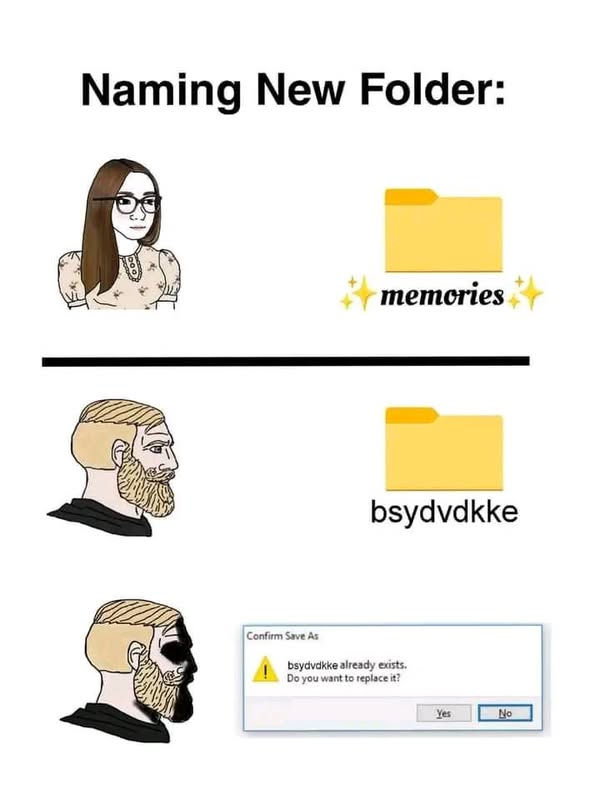 Naming New Folder:
✨memories✨
bsydvdkke
Confirm Save As
bsydvdkke already exists.
Do you want to replace it?
Yes No